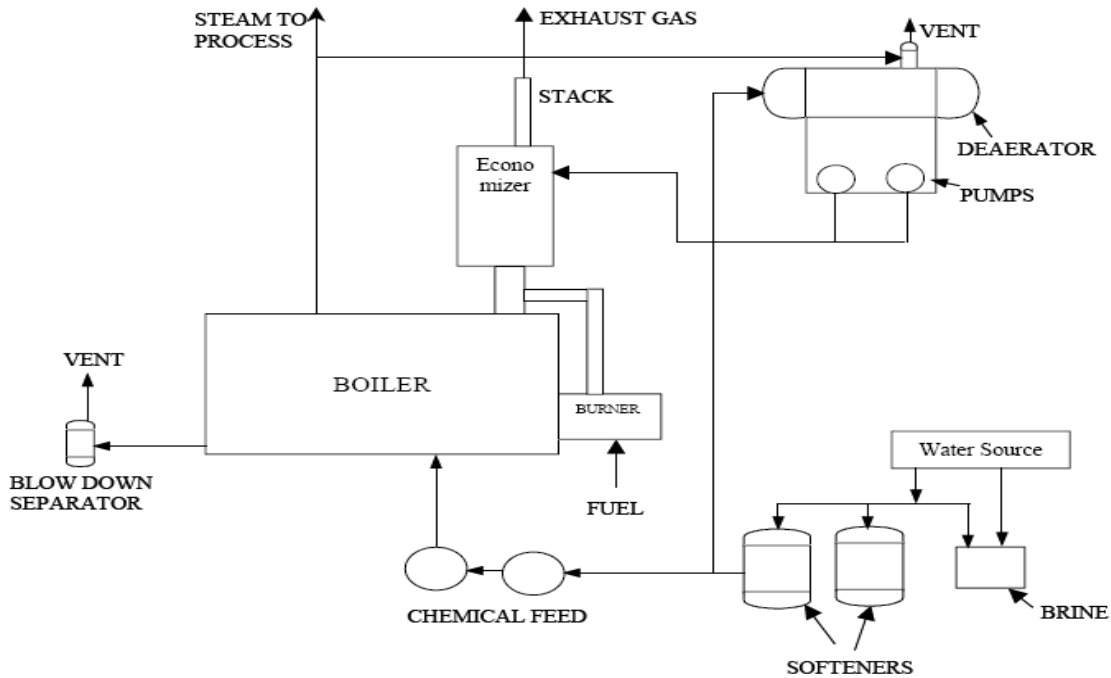 STEAM TO
PROCESS
EXHAUST GAS
VENT
STACK
DEAERATOR
Econo
mizer
PUMPS
VENT
BOILER
BURNER
BLOW DOWN
SEPARATOR
FUEL
Water Source
CHEMICAL FEED
BRINE
SOFTENERS